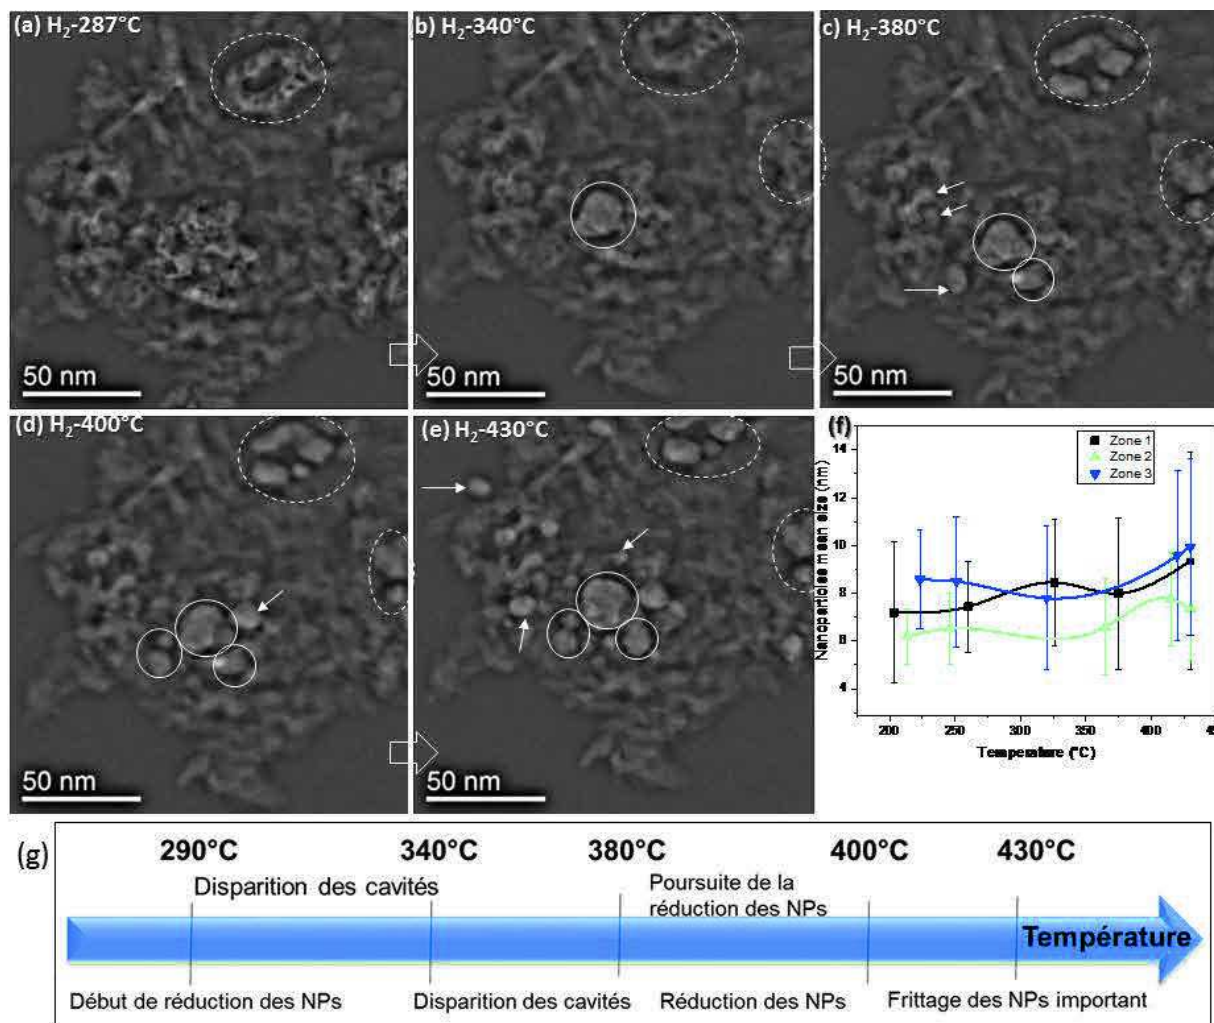 (a) H₂-287°C
b) H₂-340°C
c) H₂-380°C
50 nm
50 nm
50 nm
(d) H₂-400°C
(e) H₂-430°C
(f)
50 nm
50 nm
Zone 1
Zone 2
Zone 3
Nanoparticles mean size (nm)
14
12
10
8
6
4
200
250
300
350
400
45
Temperature (°C)
(g)
290°C
340°C
380°C
400°C
430°C
Disparition des cavités
Poursuite de la
réduction des NPs
Température
Début de réduction des NPs
Disparition des cavités
Réduction des NPs
Frittage des NPs important